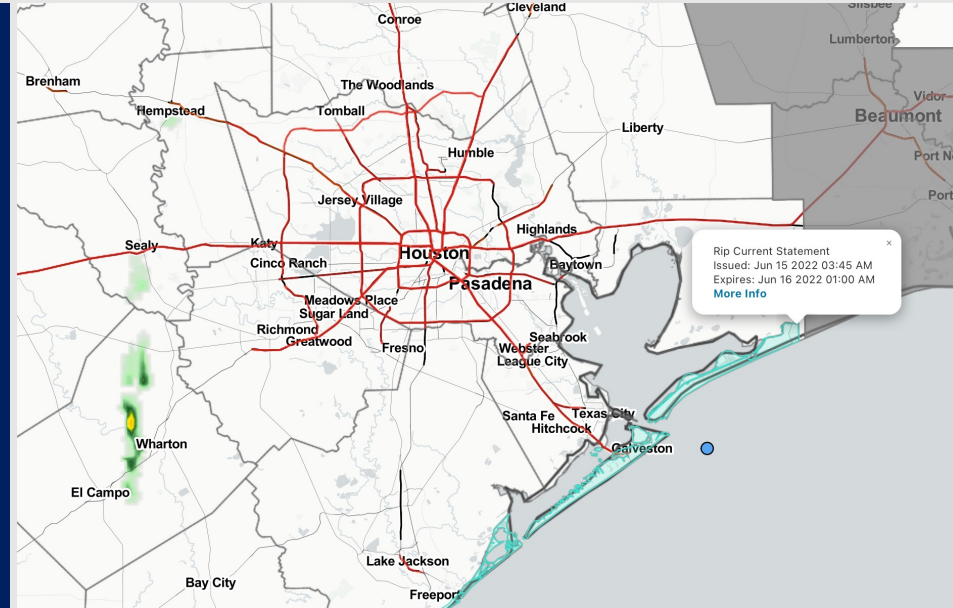 Conroe
Cleveland
Silsbee
Lumberton
Brenham
The Woodlands
Hempstead
Tomball
Vidor
Beaumont
Liberty
Humble
Port N
Port
Jersey Village
Highlands
Sealy
Katy
Houston
Cinco Ranch
Baytown
Pasadena
Rip Current Statement
×
Issued: Jun 15 2022 03:45 AM
Expires: Jun 16 2022 01:00 AM
More Info
Meadows Place
Sugar Land
Richmond
Greatwood
Fresno
Seabrook
Webster
League City
Santa Fe
Texas City
Hitchcock
Galveston
Wharton
El Campo
Lake Jackson
Bay City
Freeport